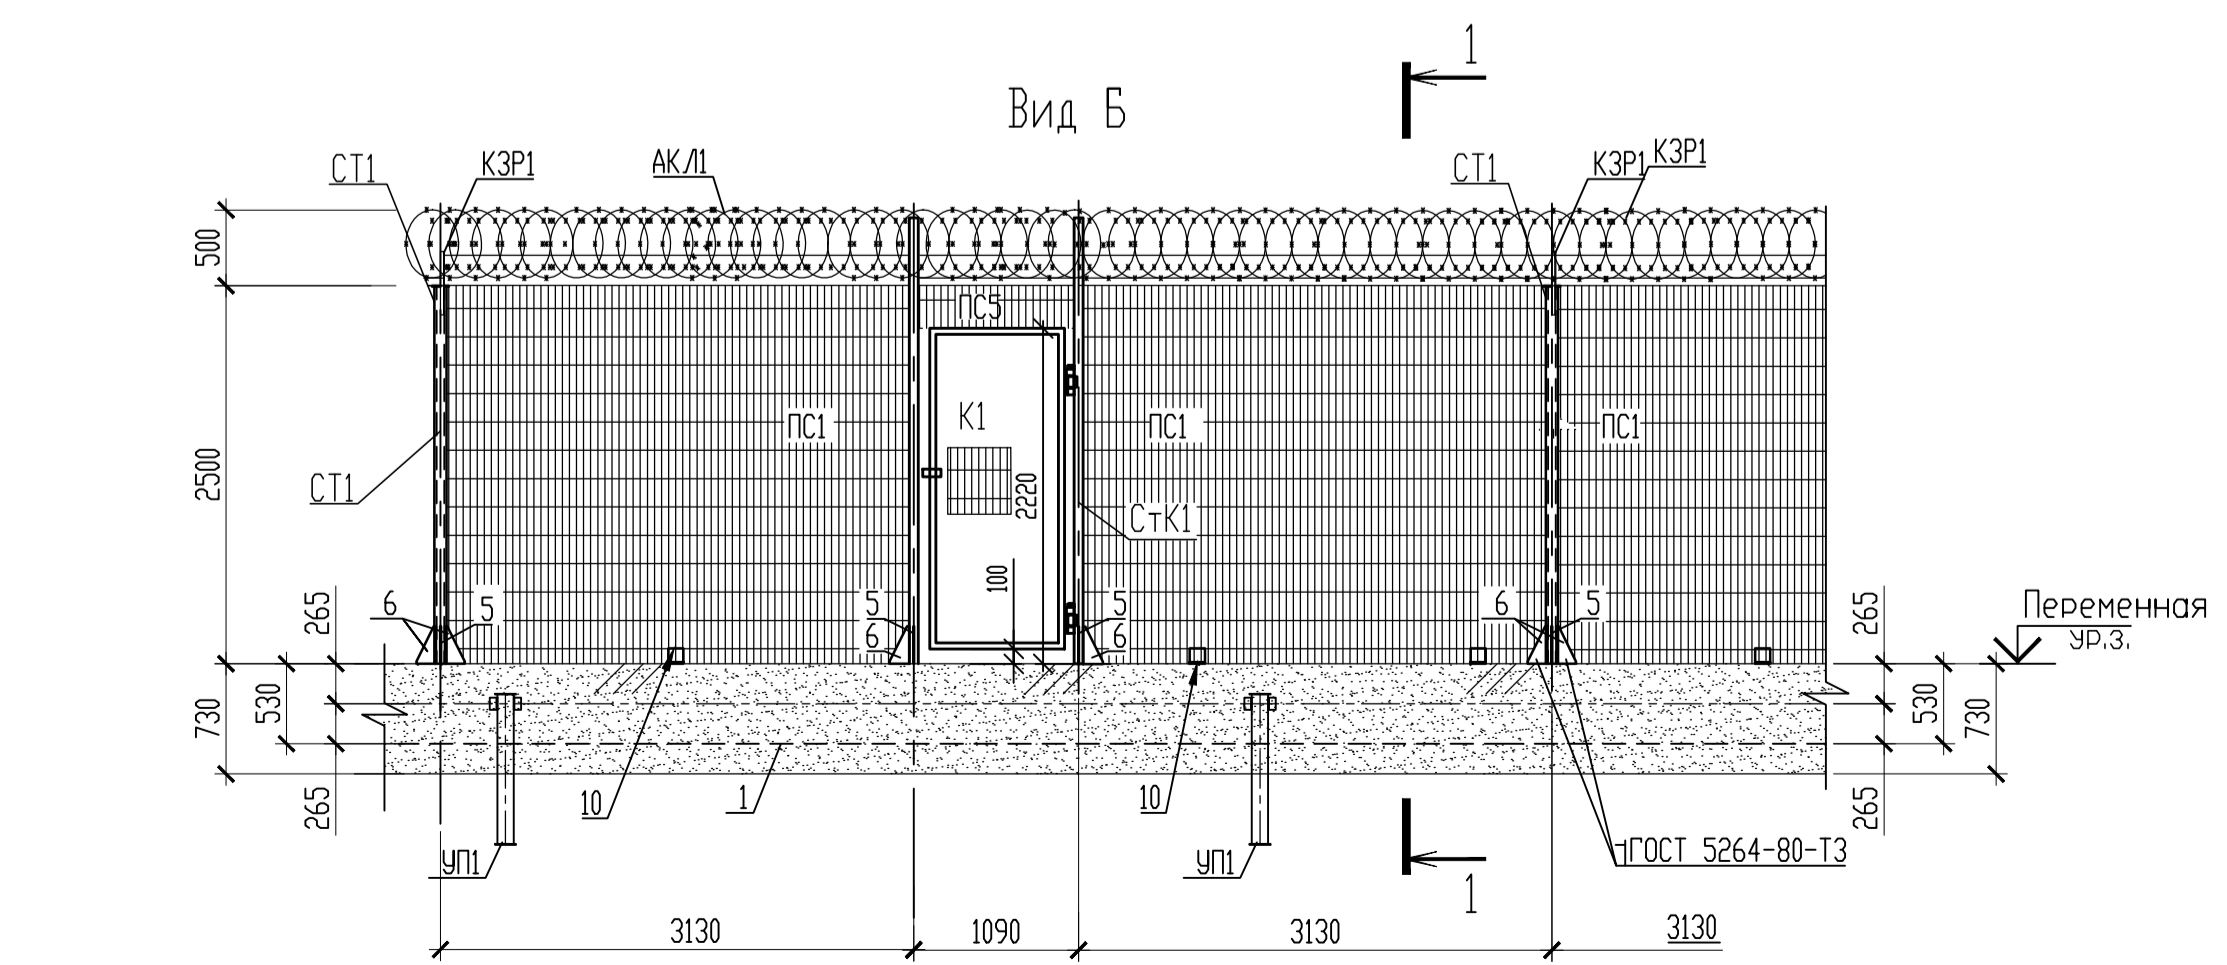 1
Вид Б
СТ1
КЗР1
АКЛ1
СТ1
КЗР1
КЗР1
500
ПС5
К1
ПС1
ПС1
ПС1
2500
СТ1
2220
СтК1
100
265
6
5
5
6
5
6
6
5
265
Переменная
ур.з.
730
530
265
530
730
10
1
10
265
УП1
УП1
ГОСТ 5264-80-Т3
1
3130
1090
3130
3130